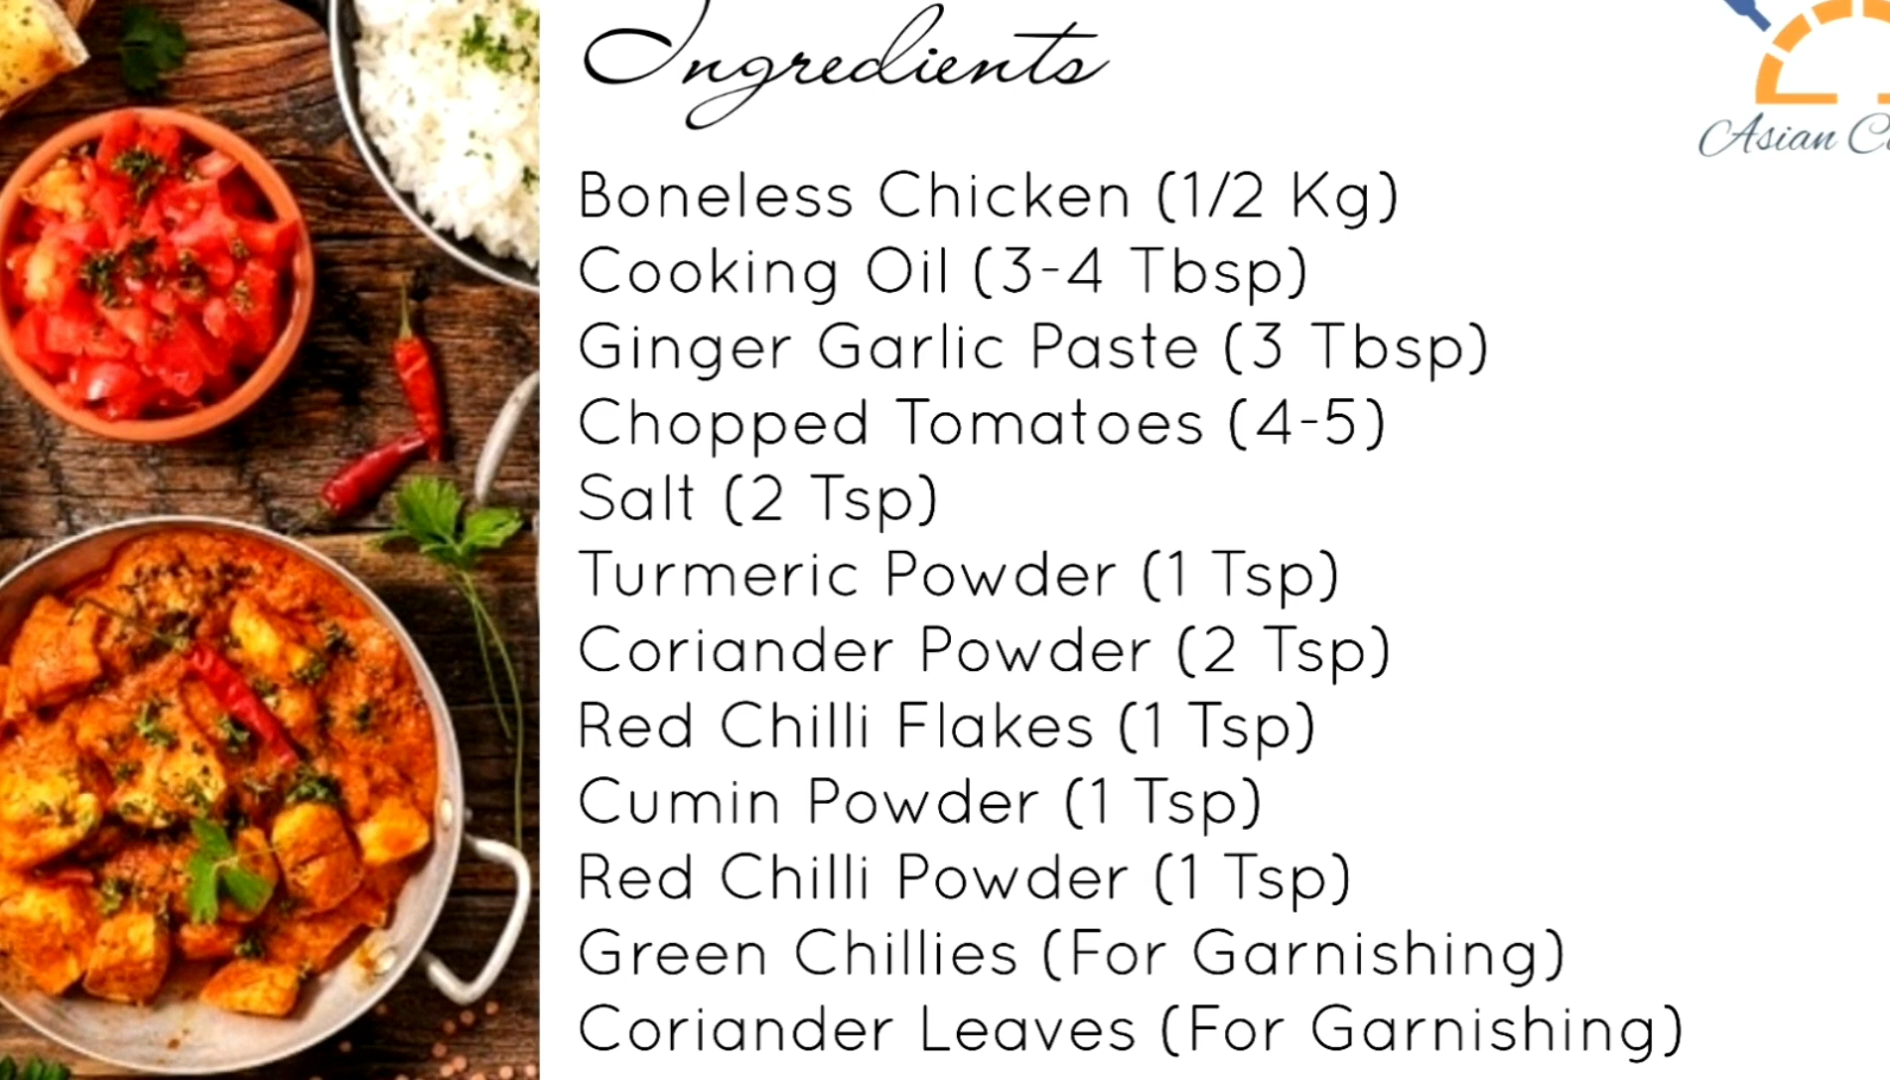 Ingredients
Asian
Boneless Chicken (1/2 Kg)
Cooking Oil (3-4 Tbsp)
Ginger Garlic Paste (3 Tbsp)
Chopped Tomatoes (4-5)
Salt (2 Tsp)
Turmeric Powder (1 Tsp)
Coriander Powder (2 Tsp)
Red Chilli Flakes (1 Tsp)
Cumin Powder (1 Tsp)
Red Chilli Powder (1 Tsp)
Green Chillies (For Garnishing)
Coriander Leaves (For Garnishing)